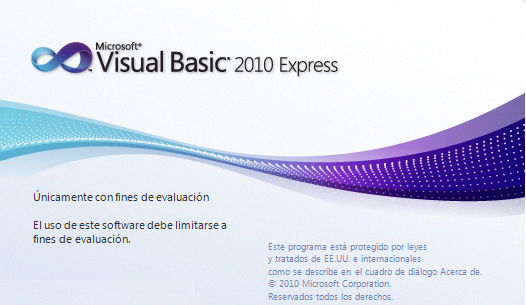 Microsoft®
Visual Basic™ 2010 Express
Únicamente con fines de evaluación
El uso de este software debe limitarse a
fines de evaluación.
Este programa está protegido por leyes
y tratados de EE.UU. e internacionales
como se describe en el cuadro de diálogo Acerca de.
© 2010 Microsoft Corporation.
Reservados todos los derechos.